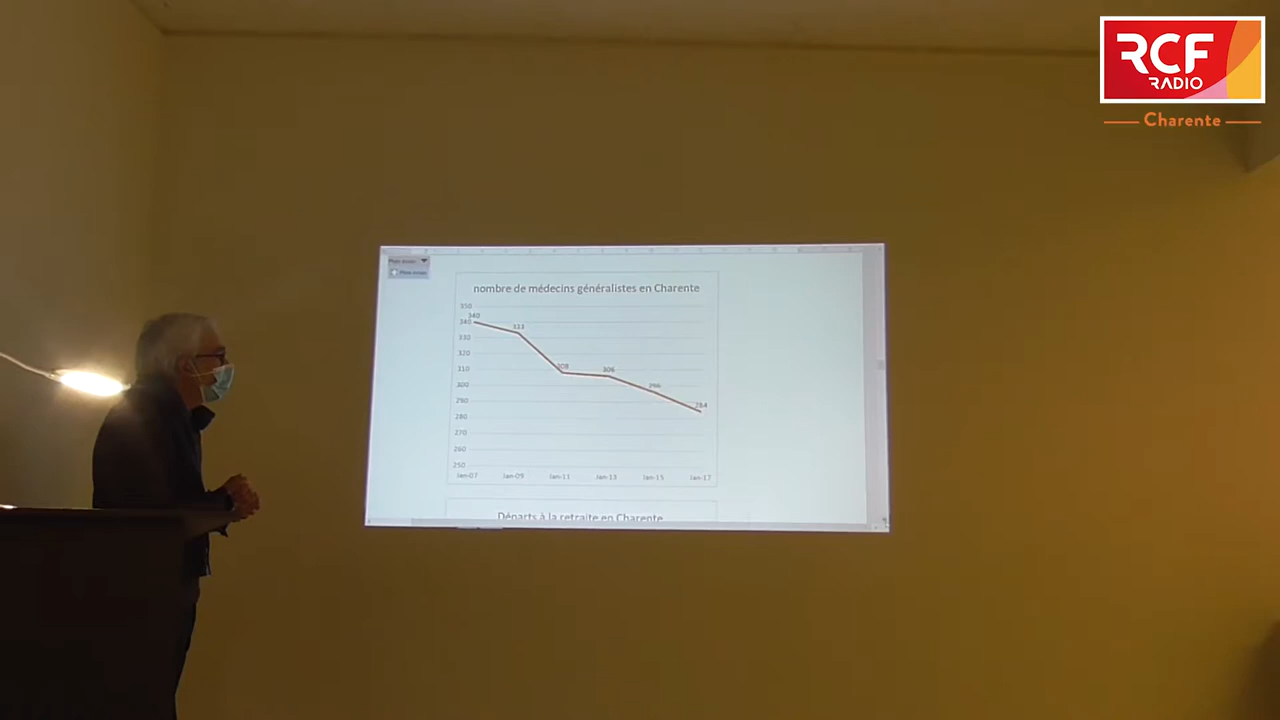 RCF
RADIO
Charente
nombre de médecins généralistes en Charente
350
340
340
333
330
320
308
306
310
300
296
290
284
280
270
260
250
Jan-07 Jan-09 Jan-11 Jan-13 Jan-15 Jan-17
Départs à la retraite en Charente